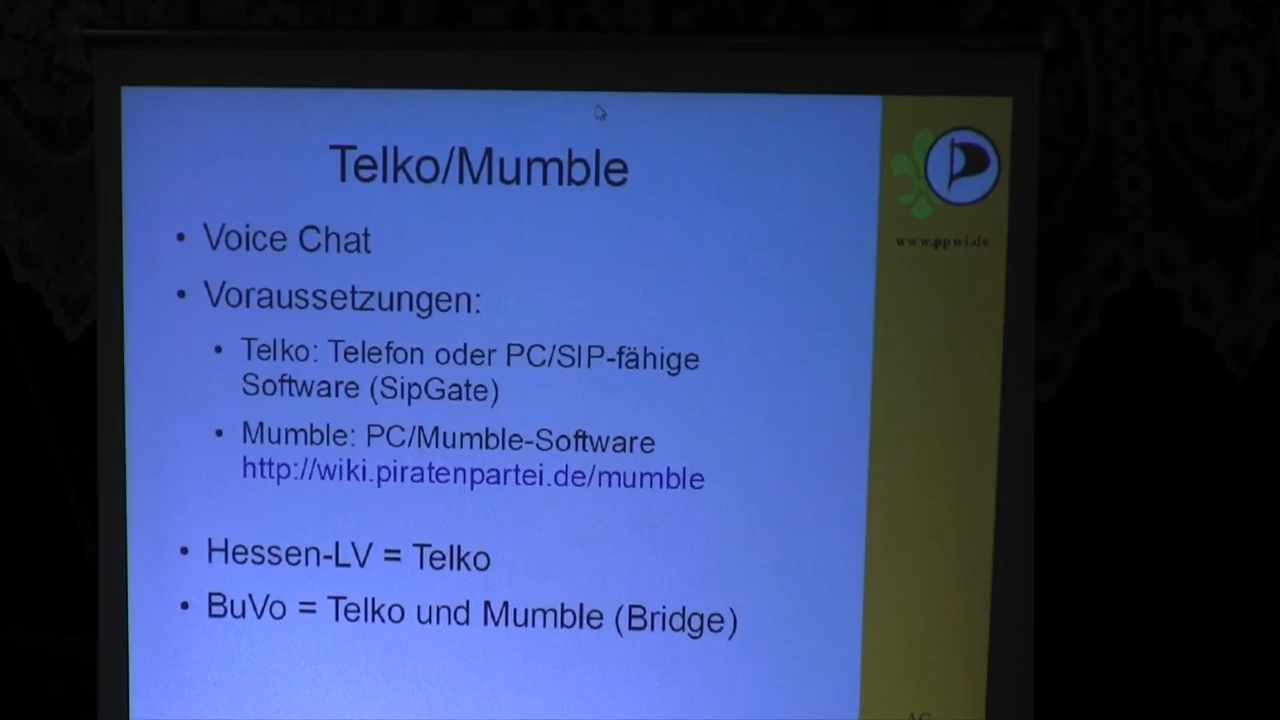 Telko/Mumble
www.ppwi.de
• Voice Chat
• Voraussetzungen:
• Telko: Telefon oder PC/SIP-fähige
Software (SipGate)
• Mumble: PC/Mumble-Software
http://wiki.piratenpartei.de/mumble
• Hessen-LV = Telko
• BuVo = Telko und Mumble (Bridge)